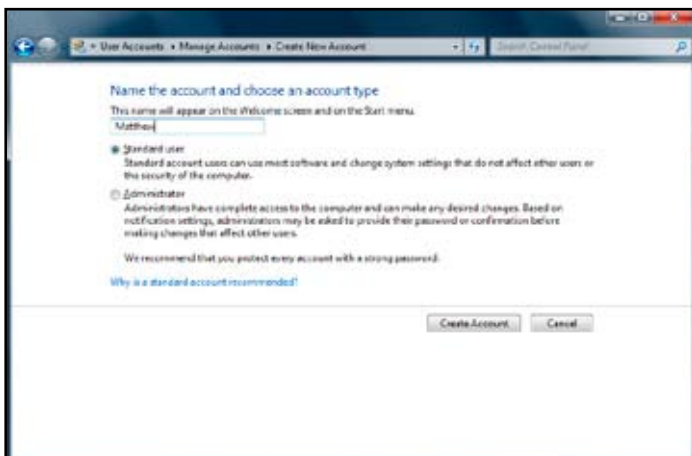 User Accounts ▸ Manage Accounts ▸ Create New Account
Search Control Panel
Name the account and choose an account type
This name will appear on the Welcome screen and on the Start menu.
Matthew
Standard user
Standard account users can use most software and change system settings that do not affect other users or
the security of the computer.
Administrator
Administrators have complete access to the computer and can make any desired changes. Based on
notification settings, administrators may be asked to provide their password or confirmation before
making changes that affect other users.
We recommend that you protect every account with a strong password.
Why is a standard account recommended?
Create Account
Cancel